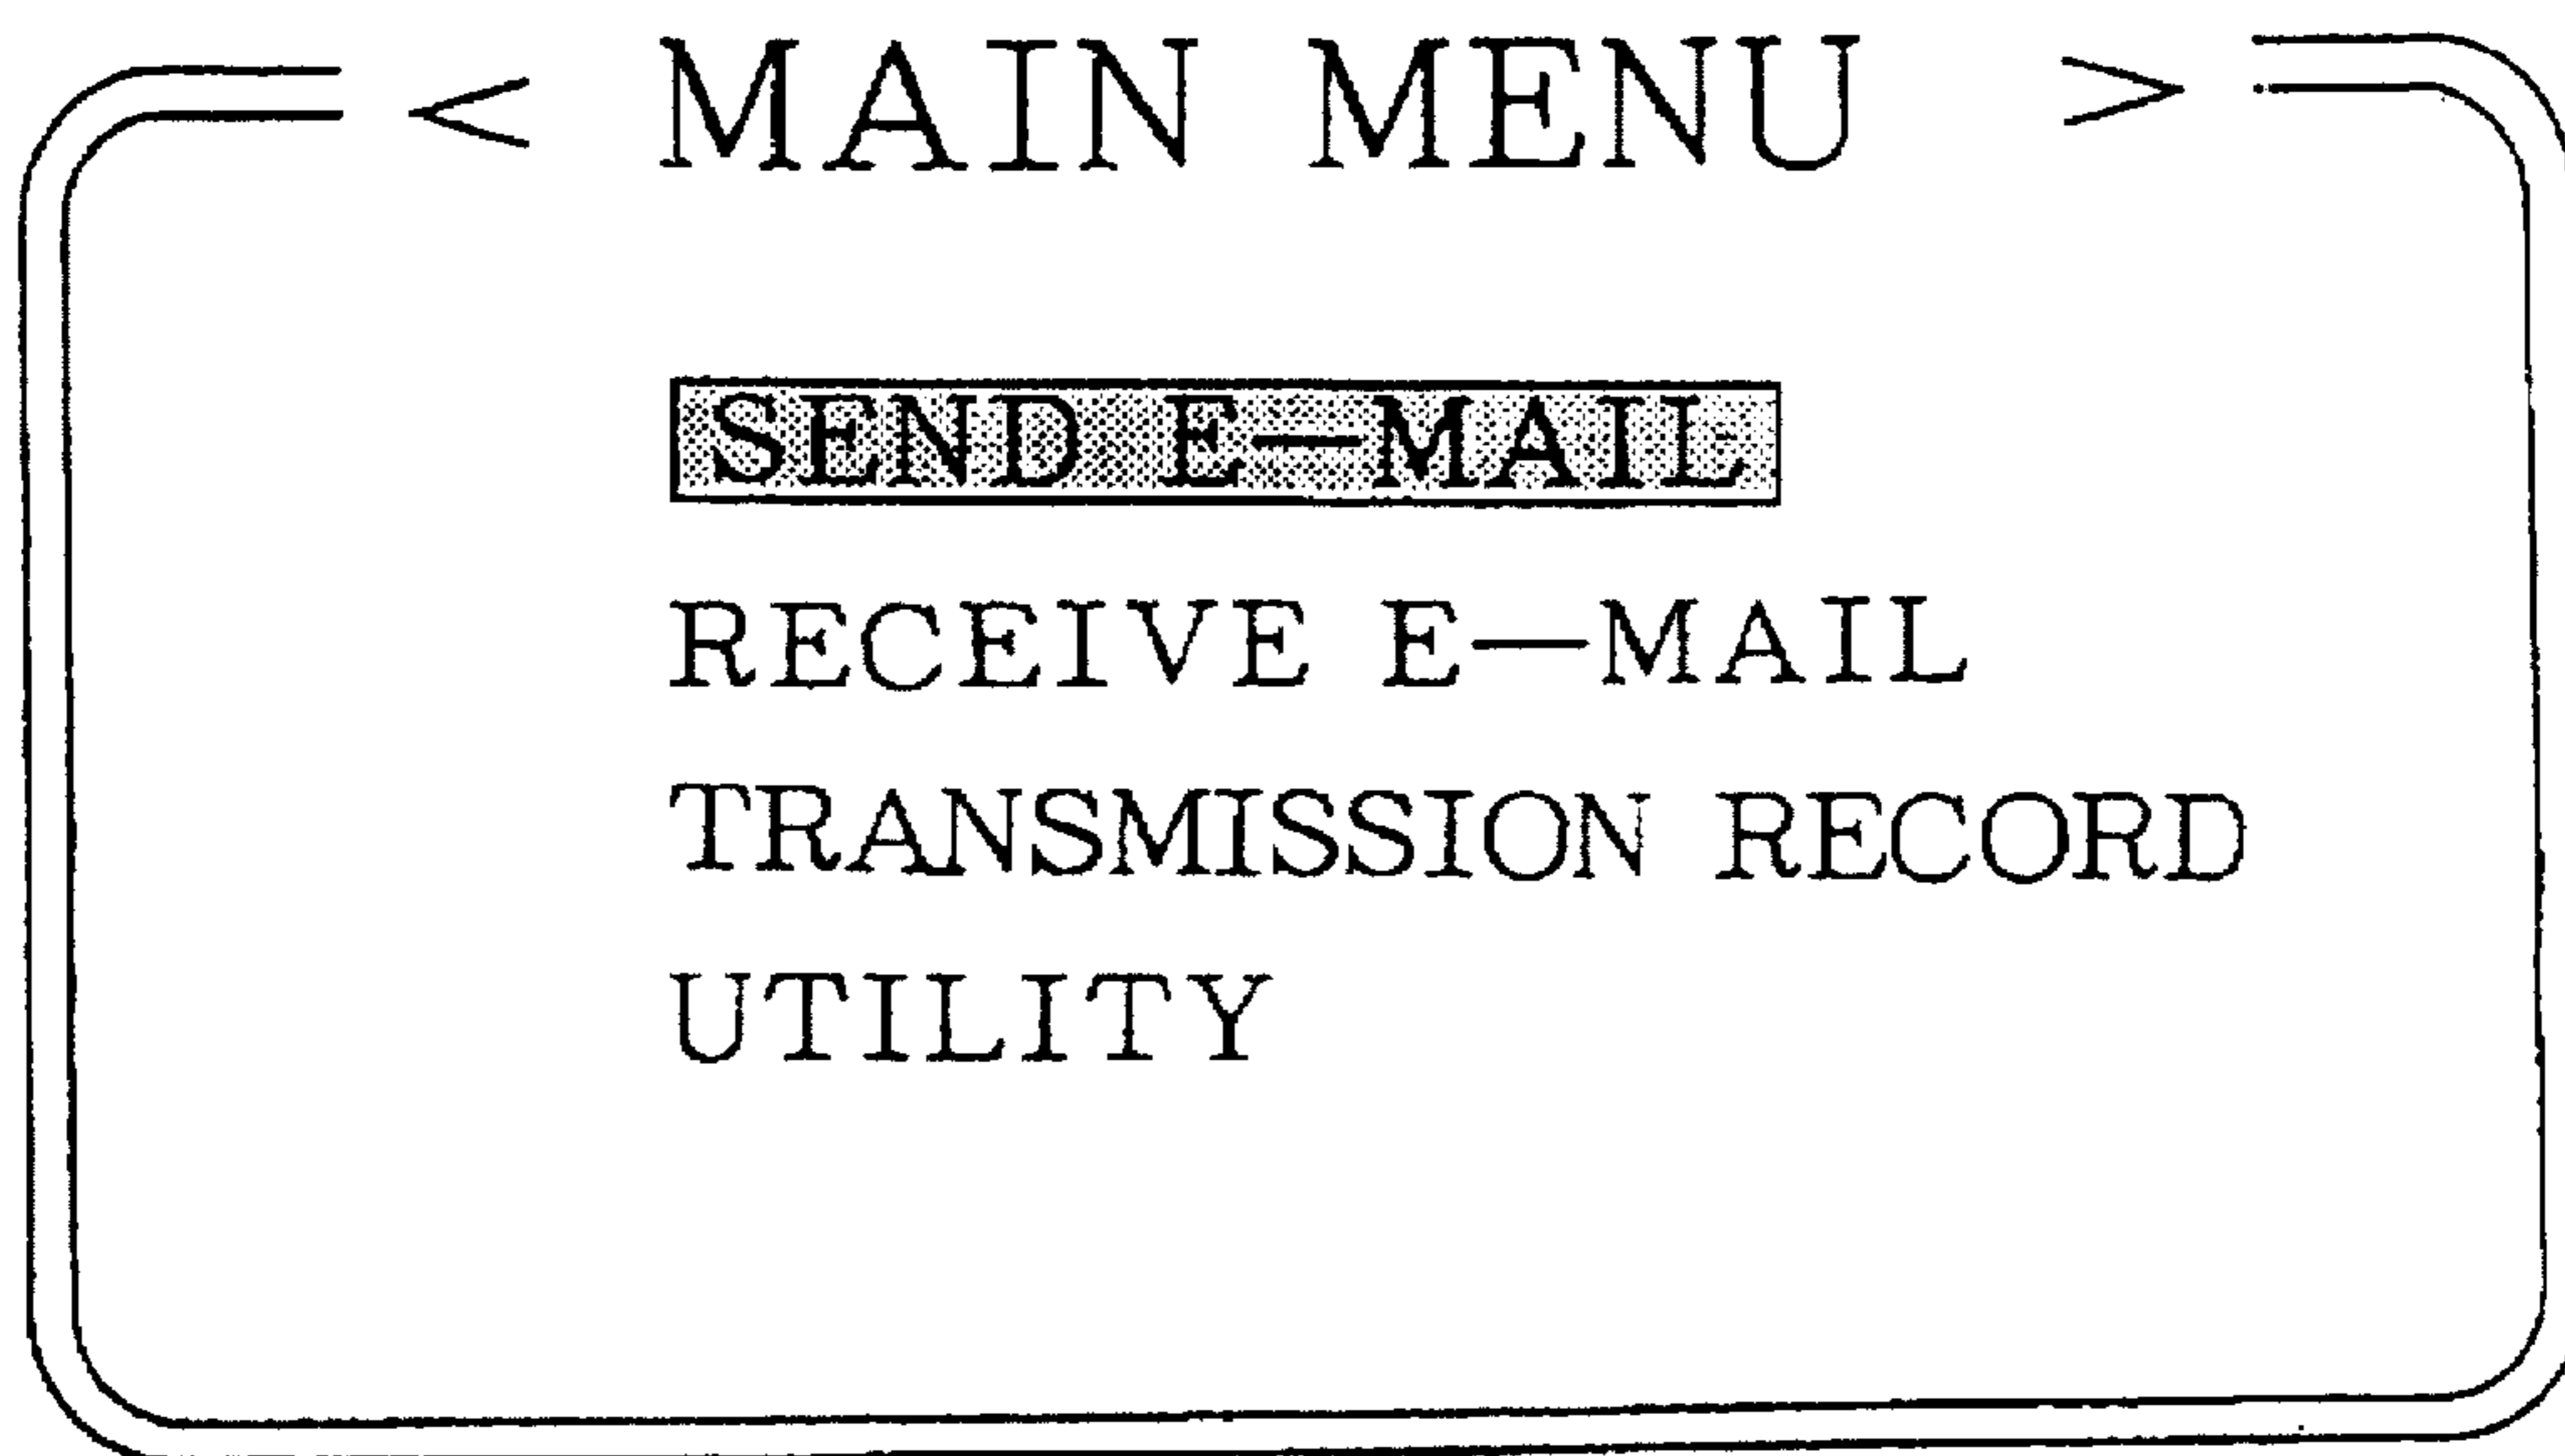 < MAIN MENU >
SEND E—MAIL
RECEIVE E—MAIL
TRANSMISSION RECORD
UTILITY